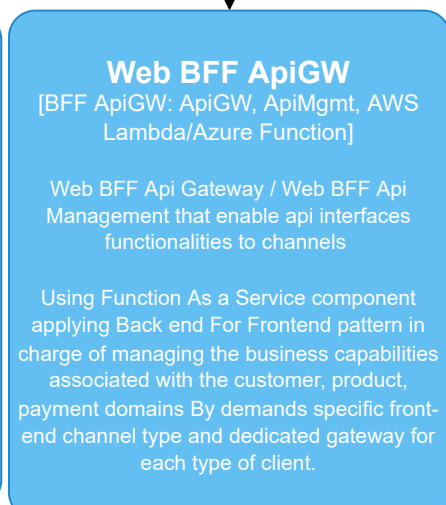 Web BFF ApiGW
[BFF ApiGW: ApiGW, ApiMgmt, AWS
Lambda/Azure Function]
Web BFF Api Gateway / Web BFF Api
Management that enable api interfaces
functionalities to channels
Using Function As a Service component
applying Back end For Frontend pattern in
charge of managing the business capabilities
associated with the customer, product,
payment domains By demands specific front-
end channel type and dedicated gateway for
each type of client.